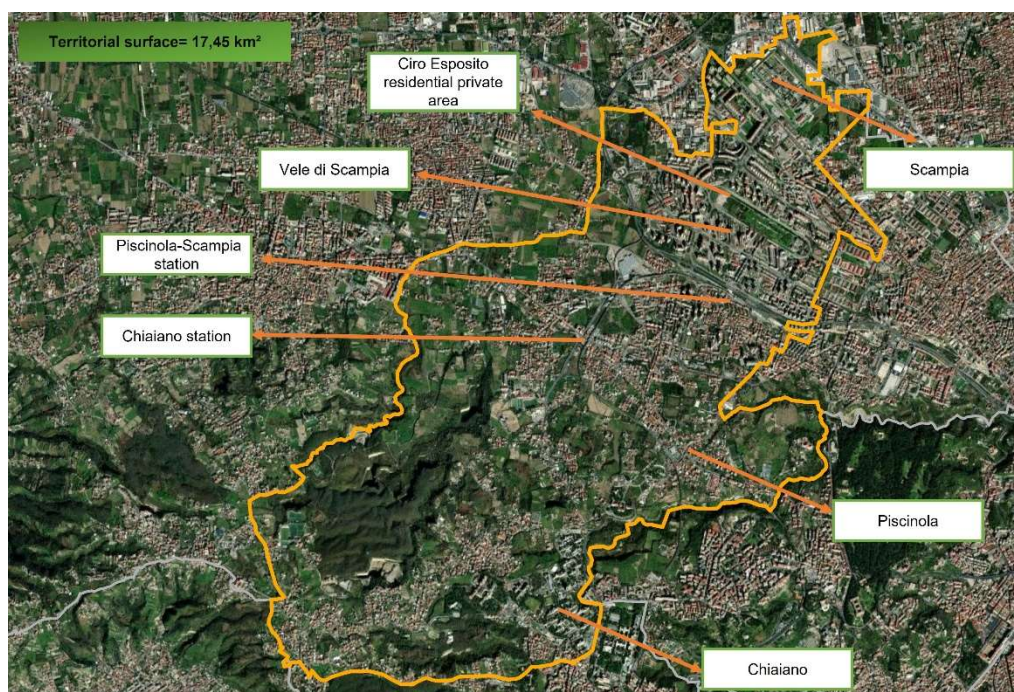 Territorial surface= 17,45 km²
Ciro Esposito
residential private
area
Vele di Scampia
Scampia
Piscinola-Scampia
station
Chiaiano station
Piscinola
Chiaiano